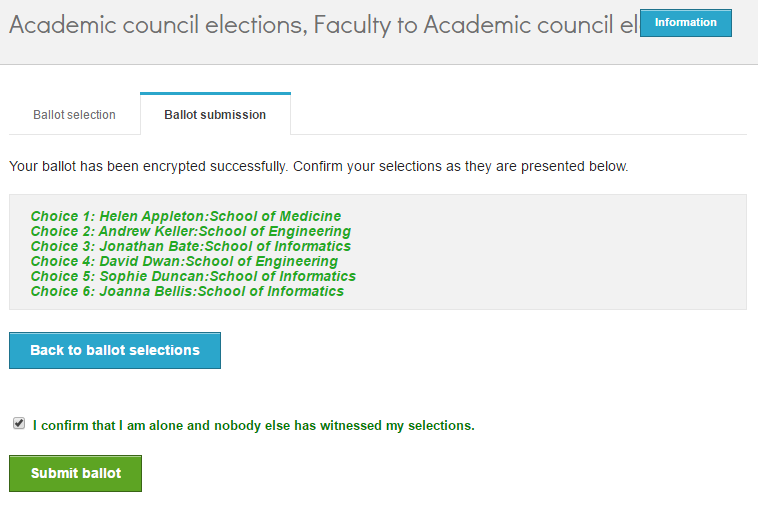 Academic council elections, Faculty to Academic council el
Information
Ballot selection
Ballot submission
Your ballot has been encrypted successfully. Confirm your selections as they are presented below.
Choice 1: Helen Appleton:School of Medicine
Choice 2: Andrew Keller:School of Engineering
Choice 3: Jonathan Bate:School of Informatics
Choice 4: David Dwan:School of Engineering
Choice 5: Sophie Duncan:School of Informatics
Choice 6: Joanna Bellis:School of Informatics
Back to ballot selections
I confirm that I am alone and nobody else has witnessed my selections.
Submit ballot